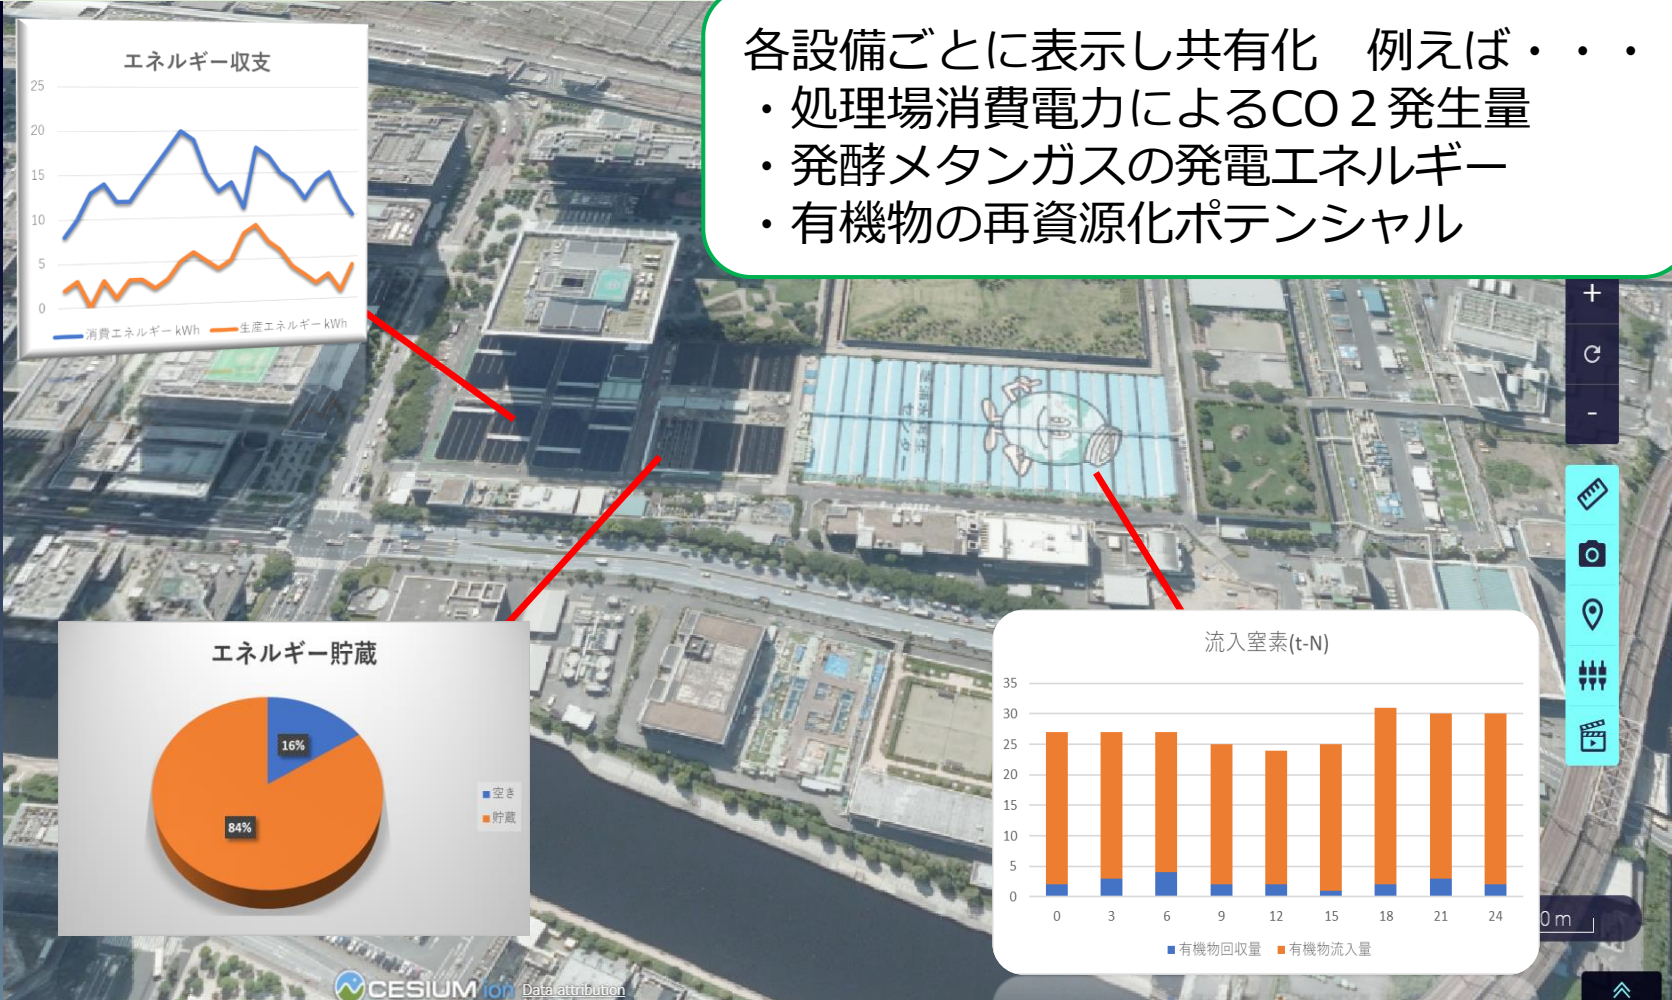 各設備ごとに表示し共有化　例えば・・・
・処理場消費電力によるCO２発生量
・発酵メタンガスの発電エネルギー
・有機物の再資源化ポテンシャル
エネルギー収支
25
20
15
10
5
0
消費エネルギー kWh 生産エネルギー kWh
+
-
エネルギー貯蔵
16%
84%
空き
貯蔵
流入窒素(t-N)
35
30
25
20
15
10
5
0
0 3 6 9 12 15 18 21 24
有機物回収量 有機物流入量
0 m
CESIUM ion Data attribution